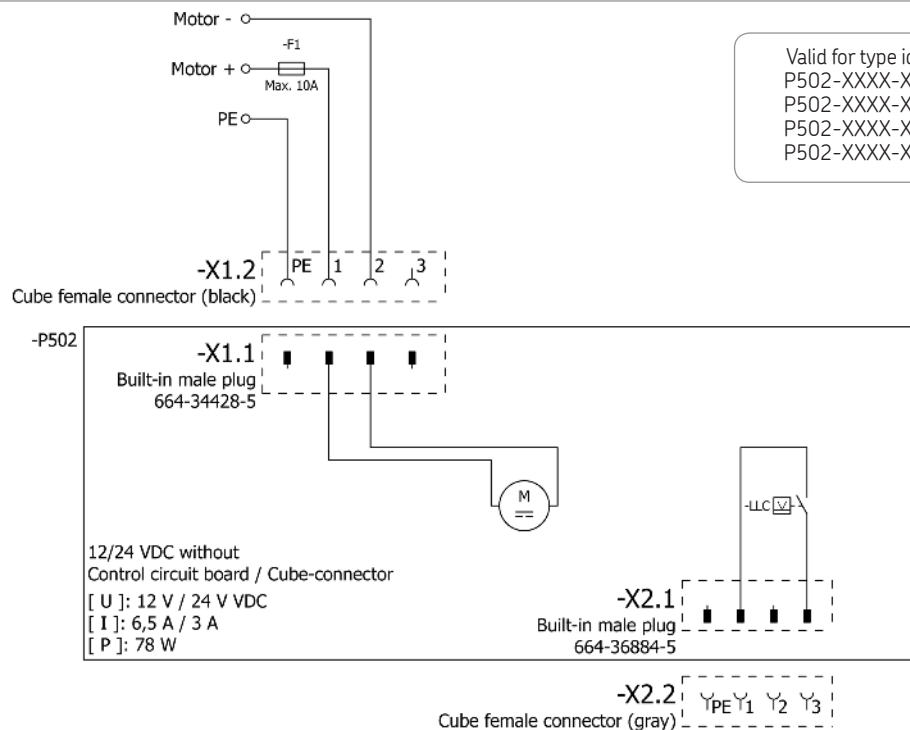 Motor -
-F1
Motor +
Max. 10A
PE
Valid for type
P502-XXXX-X
P502-XXXX-X
P502-XXXX-X
P502-XXXX-X
-X1.2
PE 1 2 3
Cube female connector (black)
-P502
-X1.1
Built-in male plug
664-34428-5
M
-LLC
12/24 VDC without
Control circuit board / Cube-connector
[ U ]: 12 V / 24 V VDC
[ I ]: 6,5 A / 3 A
[ P ]: 78 W
-X2.1
Built-in male plug
664-36884-5
-X2.2
PE 1 2 3
Cube female connector (gray)